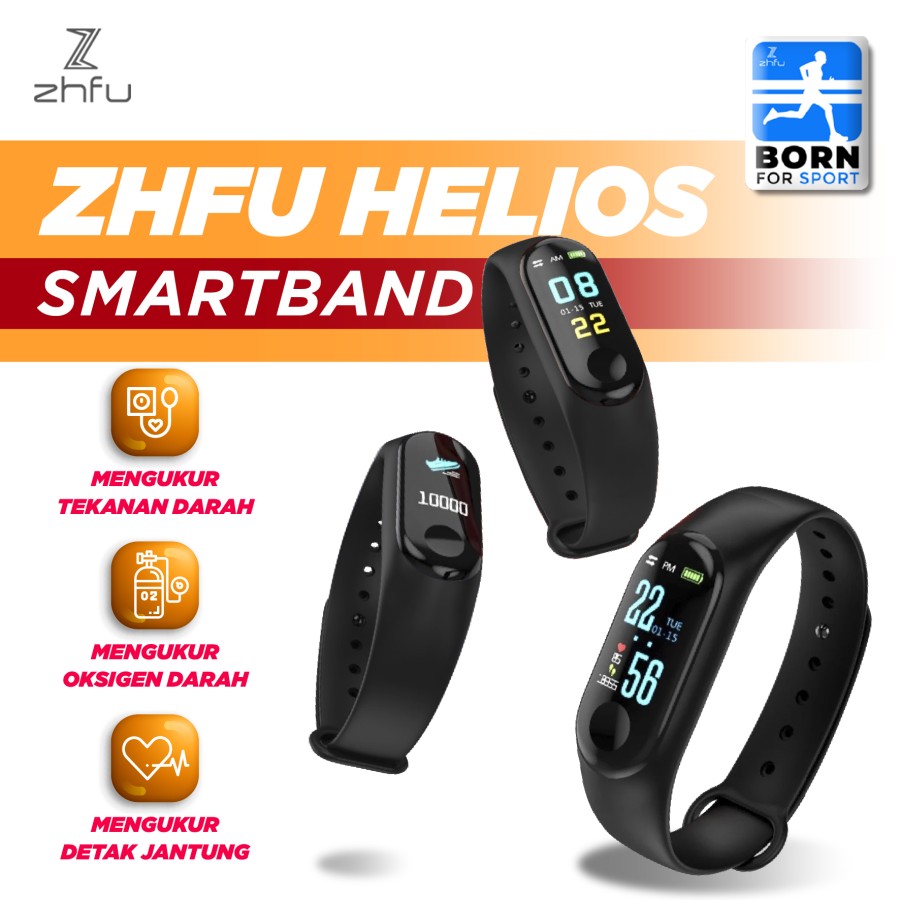 zhfu
zhfu
BORN
FOR SPORT
ZHFU HELIOS
SMARTBAND
AM
08
01-15 TUE
22
MENGUKUR
TEKANAN DARAH
10000
O2
MENGUKUR
OKSIGEN DARAH
PM
22
TUE
01-15
56
MENGUKUR
DETAK JANTUNG